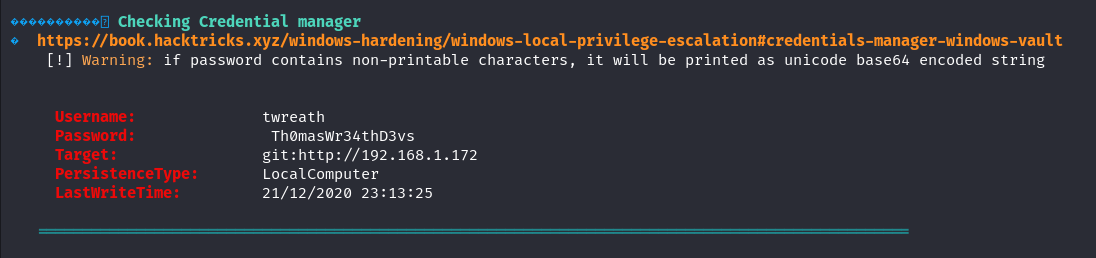 ������������ Checking Credential manager
� https://book.hacktricks.xyz/windows-hardening/windows-local-privilege-escalation#credentials-manager-windows-vault
[!] Warning: if password contains non-printable characters, it will be printed as unicode base64 encoded string
Username: twreath
Password: Th0masWr34thD3vs
Target: git:http://192.168.1.172
PersistenceType: LocalComputer
LastWriteTime: 21/12/2020 23:13:25